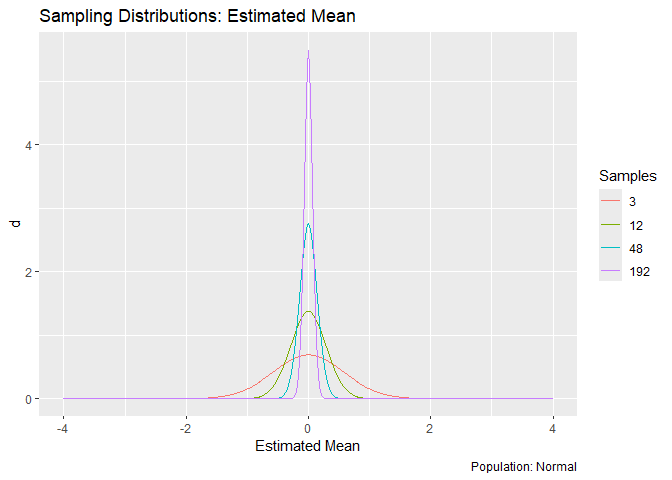 Sampling Distributions: Estimated Mean
d
4
2
0
-4
-2
0
2
4
Estimated Mean
Samples
3
12
48
192
Population: Normal